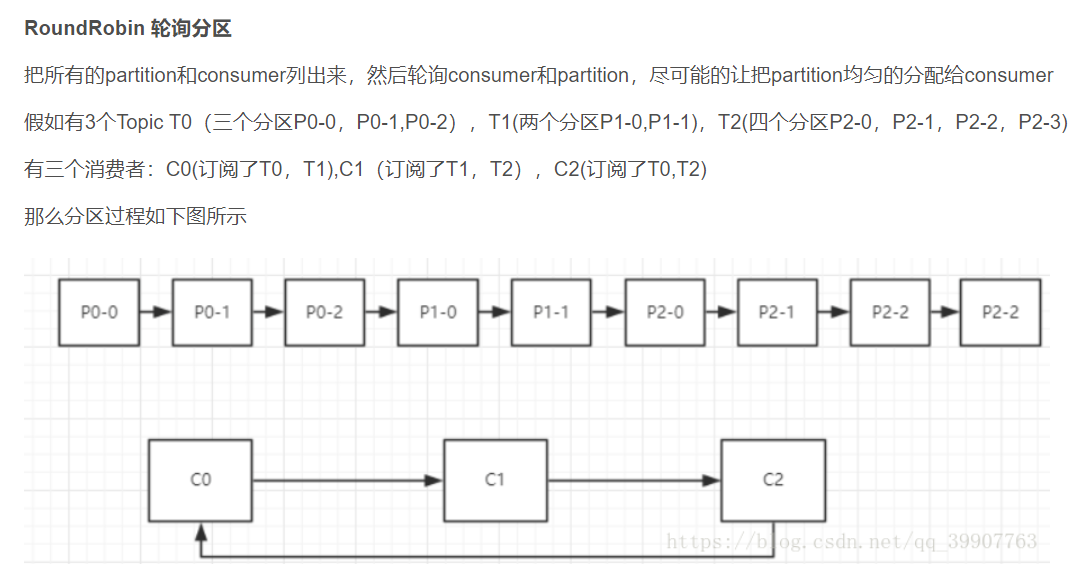 RoundRobin 轮询分区
把所有的partition和consumer列出来，然后轮询consumer和partition，尽可能的让把partition均匀的分配给consumer
假如有3个Topic T0（三个分区P0-0，P0-1,P0-2），T1(两个分区P1-0,P1-1)，T2(四个分区P2-0，P2-1，P2-2，P2-3)
有三个消费者：C0(订阅了T0，T1),C1（订阅了T1，T2），C2(订阅了T0,T2)
那么分区过程如下图所示
P0-0 P0-1 P0-2 P1-0 P1-1 P2-0 P2-1 P2-2 P2-2
C0 C1 C2
https://blog.csdn.net/qq_39907763